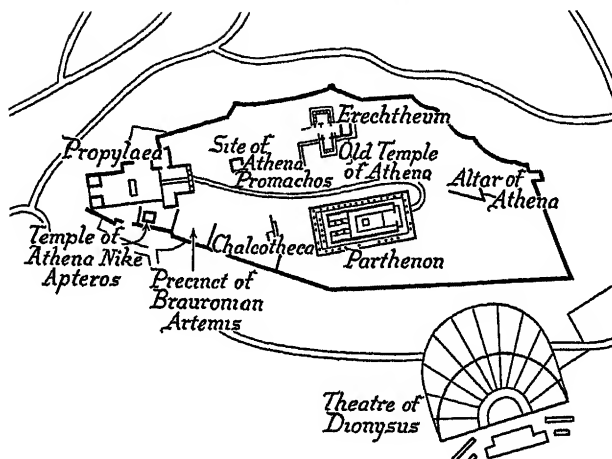 Erechtheum
Propylaea
Site of
Athena
Promachos
Old Temple
of Athena
Altar of
Athena
Temple of
Athena Nike
Apteros
Chalcotheca
Parthenon
Precinct of
Brauronian
Artemis
Theatre of
Dionysus